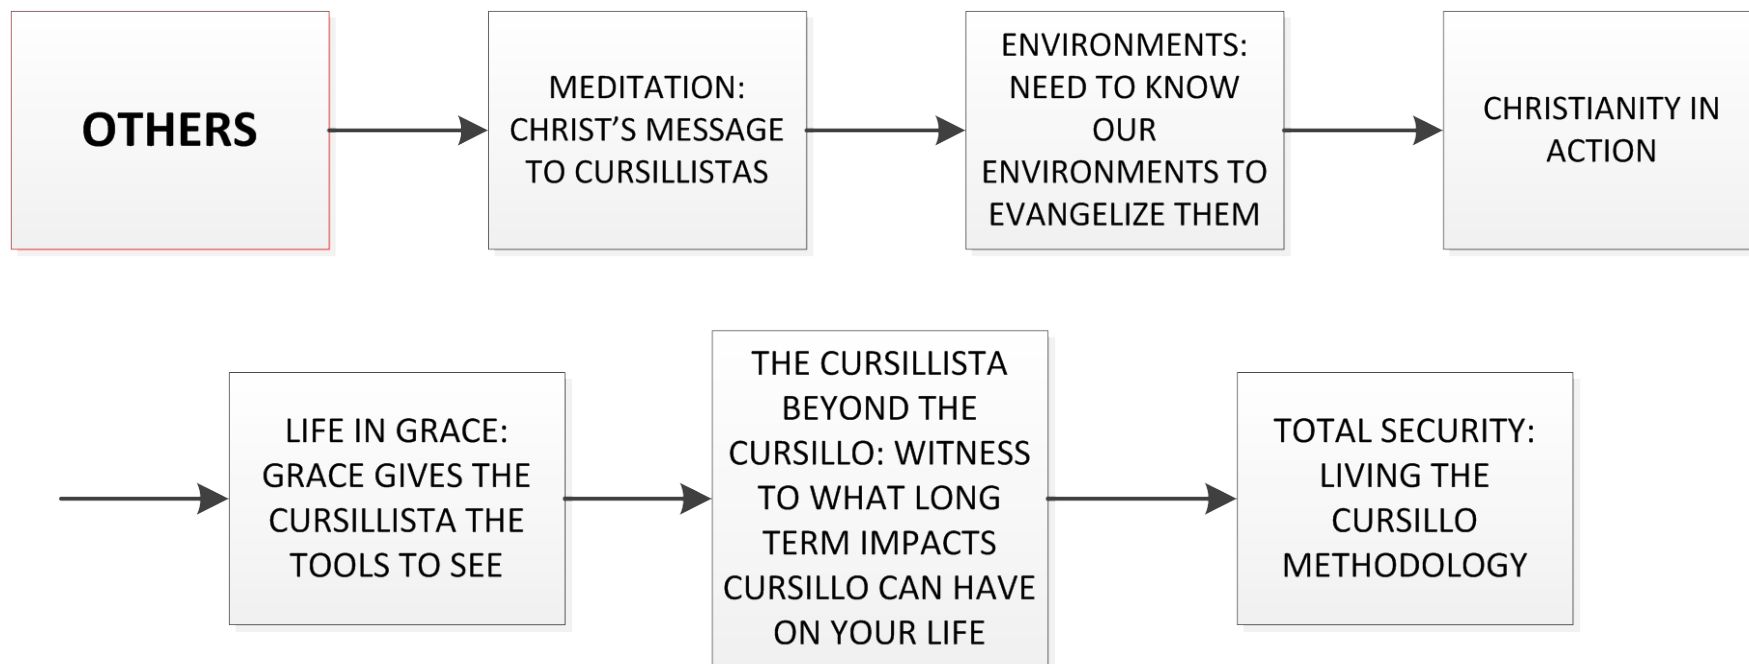 OTHERS
MEDITATION:
CHRIST’S MESSAGE
TO CURSILLISTAS
ENVIRONMENTS:
NEED TO KNOW
OUR
ENVIRONMENTS TO
EVANGELIZE THEM
CHRISTIANITY IN
ACTION
LIFE IN GRACE:
GRACE GIVES THE
CURSILLISTA THE
TOOLS TO SEE
THE CURSILLISTA
BEYOND THE
CURSILLO: WITNESS
TO WHAT LONG
TERM IMPACTS
CURSILLO CAN HAVE
ON YOUR LIFE
TOTAL SECURITY:
LIVING THE
CURSILLO
METHODOLOGY